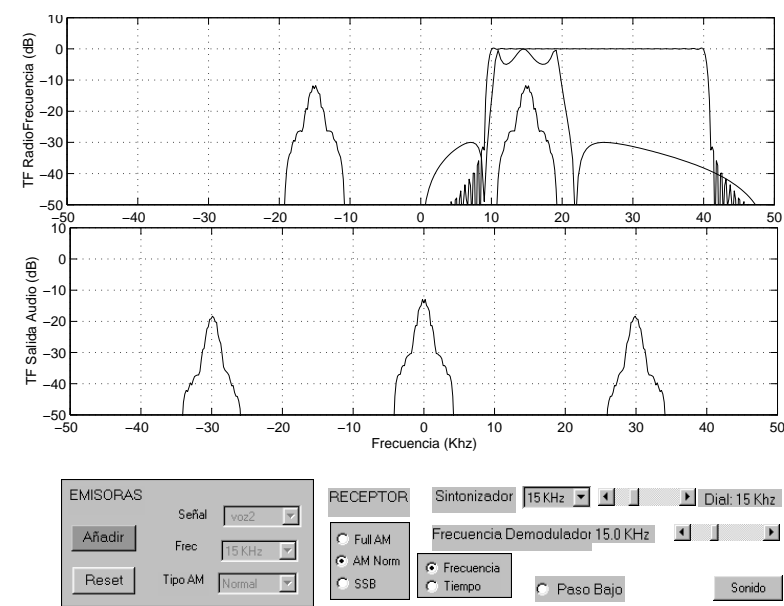 10
0
−10
−20
−30
−40
−50
TF RadioFrecuencia (dB)
−50 −40 −30 −20 −10 0 10 20 30 40 50
10
0
−10
−20
−30
−40
−50
TF Salida Audio (dB)
−50 −40 −30 −20 −10 0 10 20 30 40 50
Frecuencia (Khz)
EMISORAS
Señal voz2
Añadir
Frec 15 KHz
Reset
Tipo AM Normal
RECEPTOR
Full AM
AM Norm
SSB
Sintonizador 15 KHz Dial: 15 Khz
Frecuencia Demodulador 15.0 KHz
Frecuencia
Tiempo
Paso Bajo
Sonido